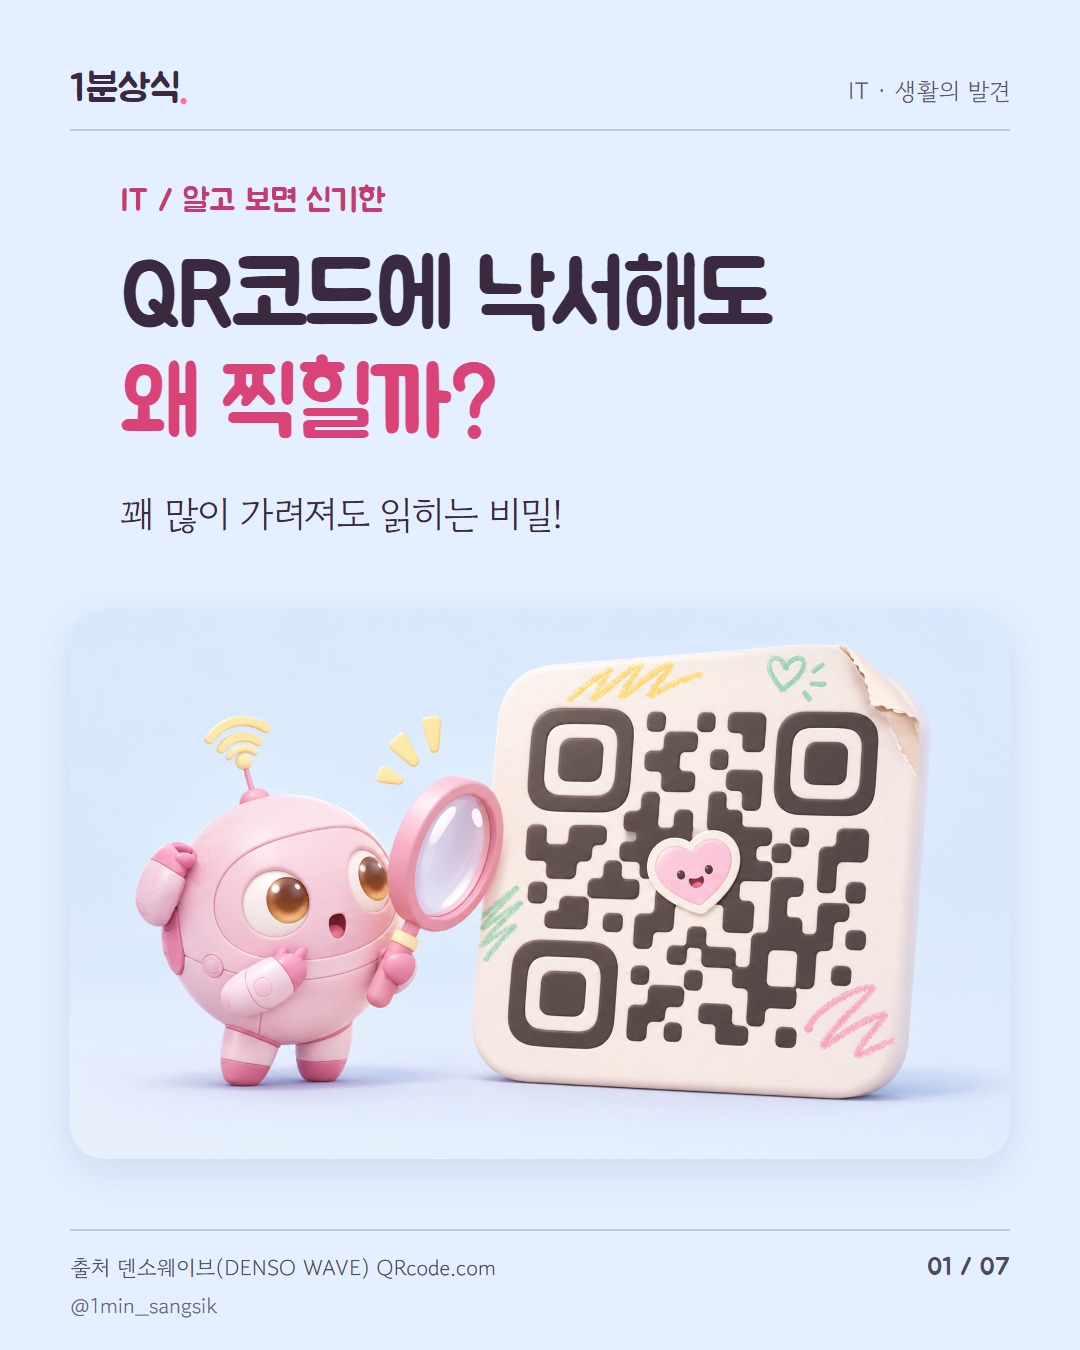 1분상식.
IT · 생활의 발견
IT / 알고 보면 신기한
QR코드에 낙서해도
왜 찍힐까?
꽤 많이 가려져도 읽히는 비밀!
출처 덴소웨이브(DENSO WAVE) QRcode.com
01 / 07
@1min_sangsik